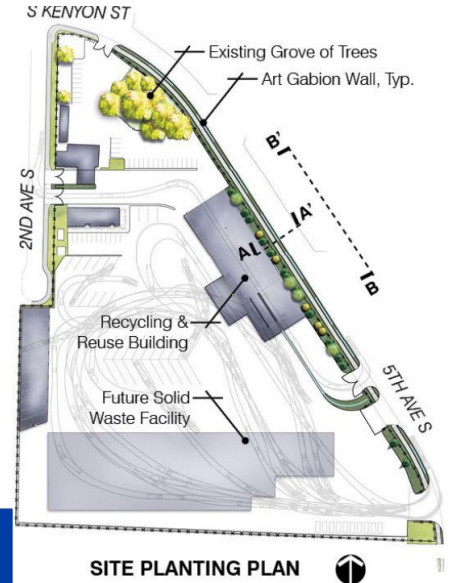 S KENYON ST
Existing Grove of Trees
Art Gabion Wall, Typ.
B'
A'
2ND AVE S
A
B
Recycling &
Reuse Building
5TH AVE S
Future Solid
Waste Facility
SITE PLANTING PLAN